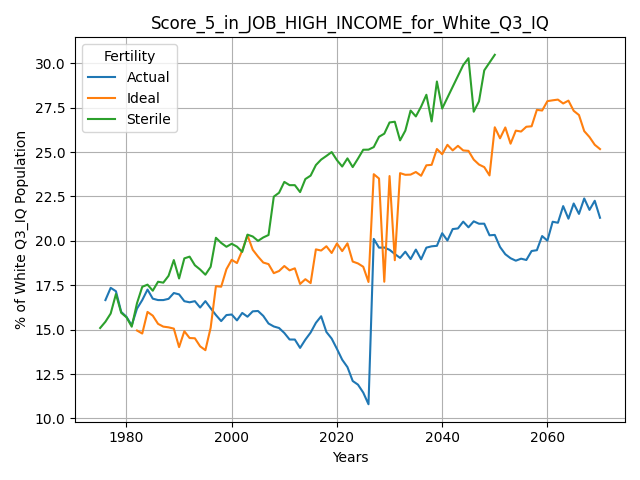 Score_5_in_JOB_HIGH_INCOME_for_White_Q3_IQ
Fertility
Actual
Ideal
Sterile
% of White Q3_IQ Population
30.0
27.5
25.0
22.5
20.0
17.5
15.0
12.5
10.0
1980 2000 2020 2040 2060
Years